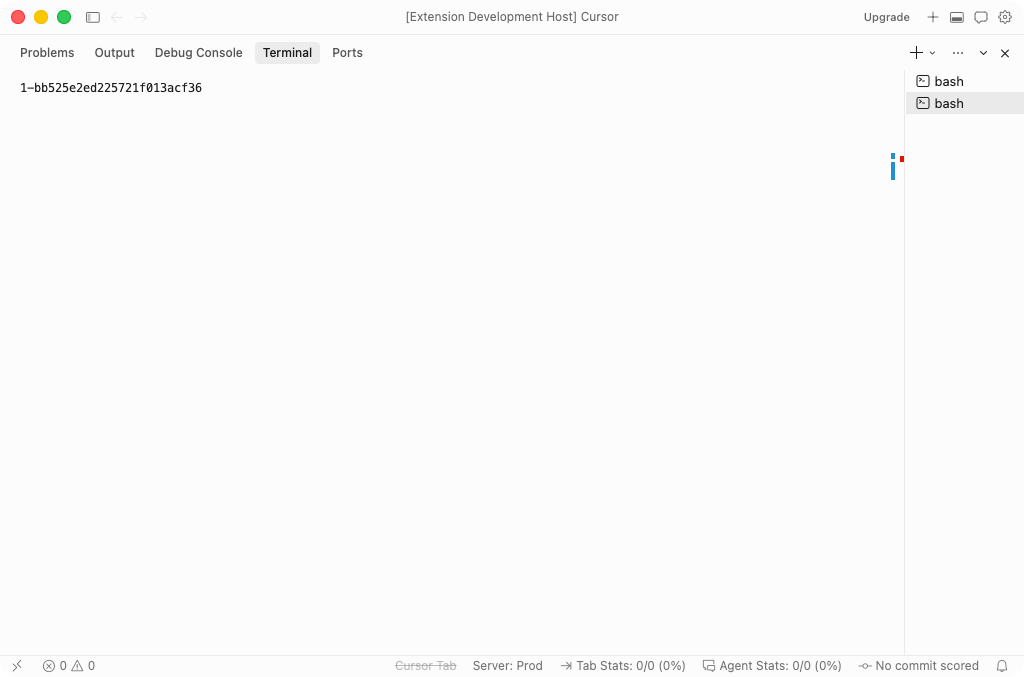 [Extension Development Host] Cursor
Upgrade
Problems Output Debug Console Terminal Ports
1-bb525e2ed225721f013acf36
bash
bash
0 0 Cursor Tab Server: Prod Tab Stats: 0/0 (0%) Agent Stats: 0/0 (0%) No commit scored